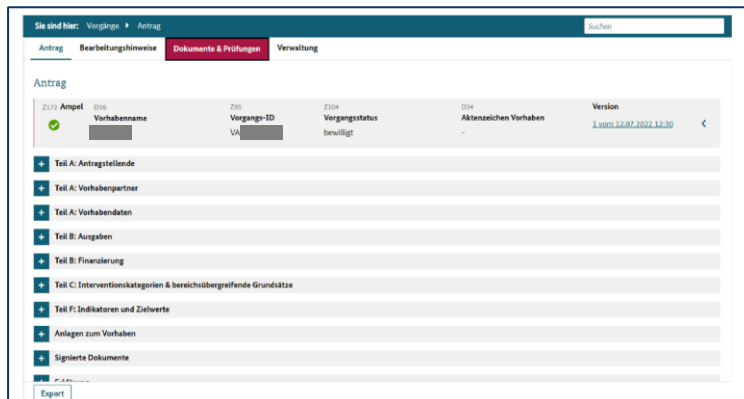 Sie sind hier: Vorgänge Antrag Suchen
Antrag Bearbeitungshinweise Dokumente & Prüfungen Verwaltung
Antrag
Z172 Ampel D36 Z95 Z104 D34 Version
Vorhabenname Vorgangs-ID Vorgangsstatus Aktenzeichen Vorhaben
VA bewilligt - 1 vom 12.07.2022 12:30
+ Teil A: Antragstellende
+ Teil A: Vorhabenpartner
+ Teil A: Vorhabendaten
+ Teil B: Ausgaben
+ Teil B: Finanzierung
+ Teil C: Interventionskategorien & bereichsübergreifende Grundsätze
+ Teil F: Indikatoren und Zielwerte
+ Anlagen zum Vorhaben
+ Signierte Dokumente
Export